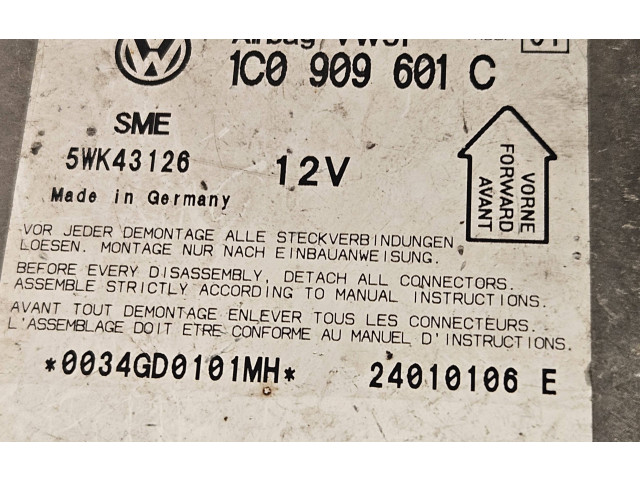 Airbag VW51
1C0 909 601 C
SME
5WK43126
12V
Made in Germany
VORNE
FORWARD
AVANT
VOR JEDER DEMONTAGE ALLE STECKVERBINDUNGEN
LOESEN. MONTAGE NUR NACH EINBAUANWEISUNG.
BEFORE EVERY DISASSEMBLY, DETACH ALL CONNECTORS.
ASSEMBLE STRICTLY ACCORDING TO MANUAL INSTRUCTIONS.
AVANT TOUT DEMONTAGE ENLEVER TOUS LES CONNECTEURS.
L'ASSEMBLAGE DOIT ETRE CONFORME AU MANUEL D'INSTRUCTIONS.
*0034GD0101MH*
24010106 E